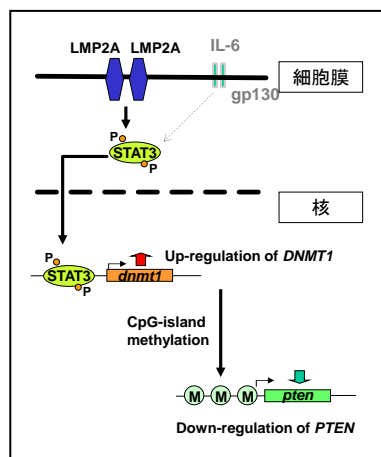 LMP2A LMP2A
IL-6
gp130
細胞膜
P
STAT3
P
核
P
STAT3
P
dnmt1
Up-regulation of DNMT1
CpG-island
methylation
M M M
pten
Down-regulation of PTEN